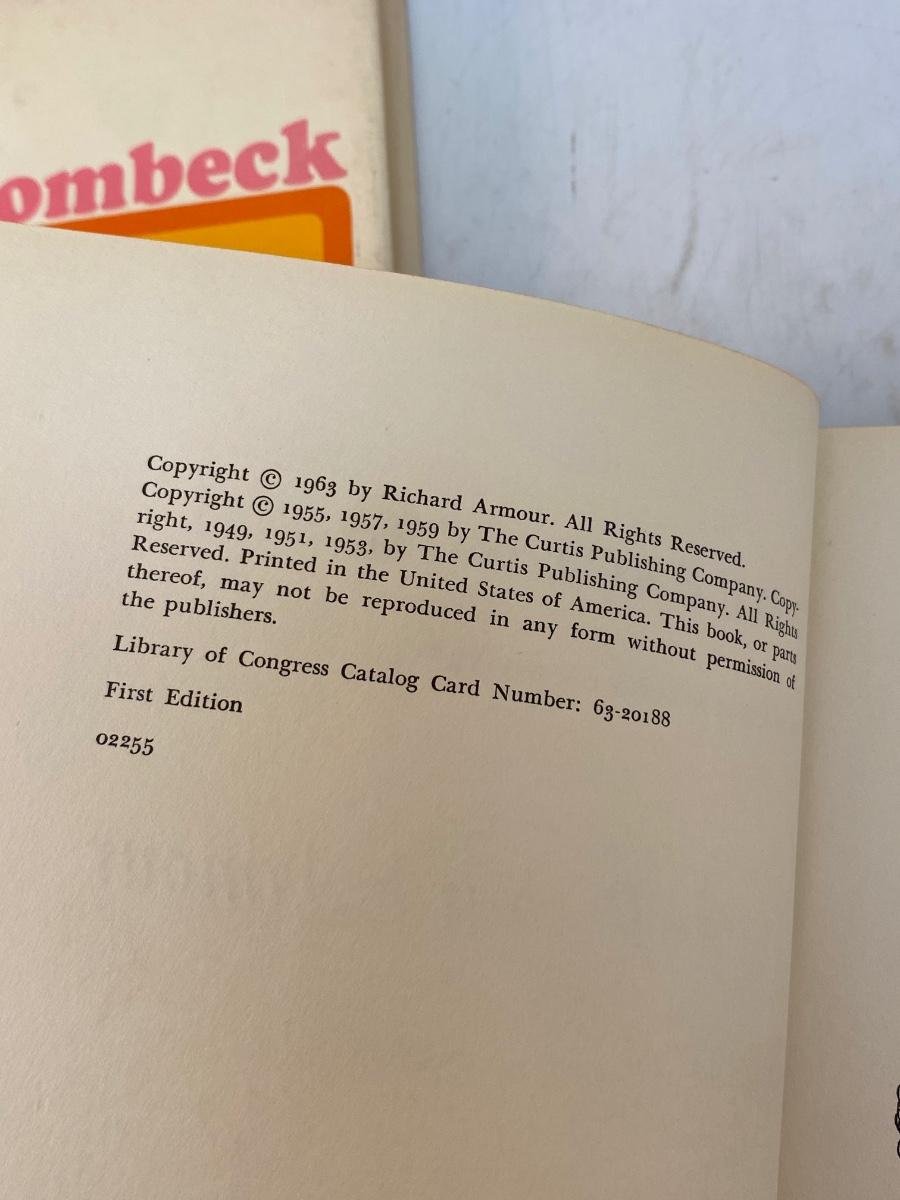 ombeck
Copyright © 1963 by Richard Armour. All Rights Reserved.
Copyright © 1955, 1957, 1959 by The Curtis Publishing Company. Copy-
right, 1949, 1951, 1953, by The Curtis Publishing Company. All Rights
Reserved. Printed in the United States of America. This book, or parts
thereof, may not be reproduced in any form without permission of
the publishers.
Library of Congress Catalog Card Number: 63-20188
First Edition
02255